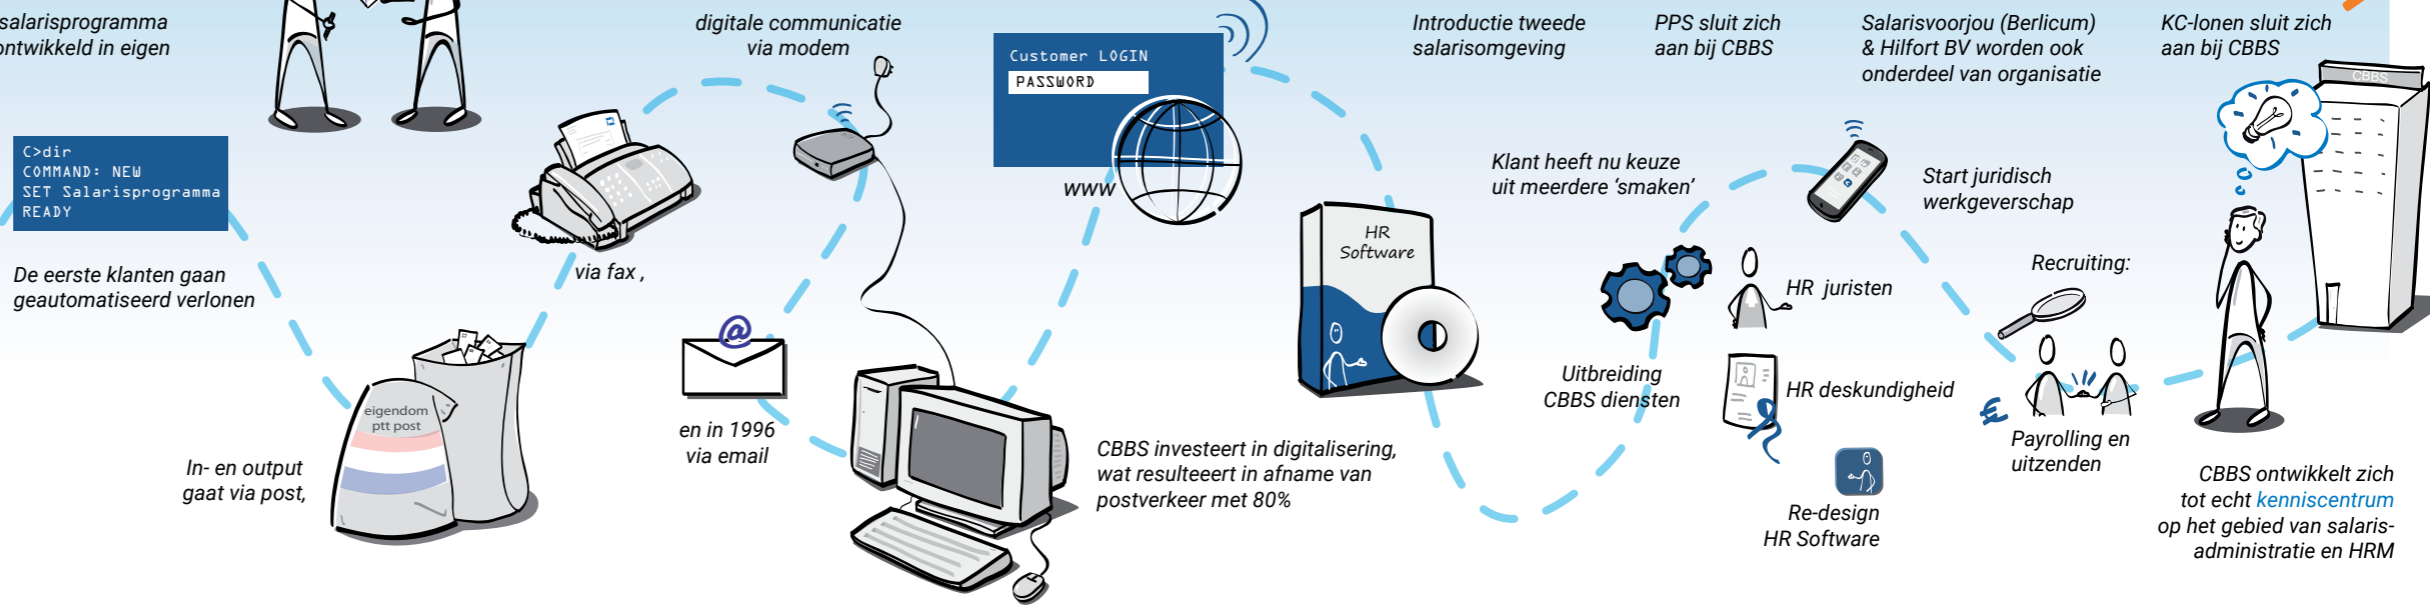 salarisprogramma
ontwikkeld in eigen
C>dir
COMMAND: NEW
SET Salarisprogramma
READY
De eerste klanten gaan
geautomatiseerd verlonen
eigendom
ptt post
In- en output
gaat via post,
via fax ,
digitale communicatie
via modem
@
en in 1996
via email
Customer LOGIN
PASSWORD
www
CBBS investeert in digitalisering,
wat resulteeert in afname van
postverkeer met 80%
HR
Software
Introductie tweede
salarisomgeving
Klant heeft nu keuze
uit meerdere ‘smaken’
Uitbreiding
CBBS diensten
PPS sluit zich
aan bij CBBS
HR juristen
HR deskundigheid
Re-design
HR Software
Salarisvoorjou (Berlicum)
& Hilfort BV worden ook
onderdeel van organisatie
Start juridisch
werkgeverschap
Recruiting:
€
Payrolling en
uitzenden
KC-lonen sluit zich
aan bij CBBS
CBBS
CBBS ontwikkelt zich
tot echt kenniscentrum
op het gebied van salaris-
administratie en HRM